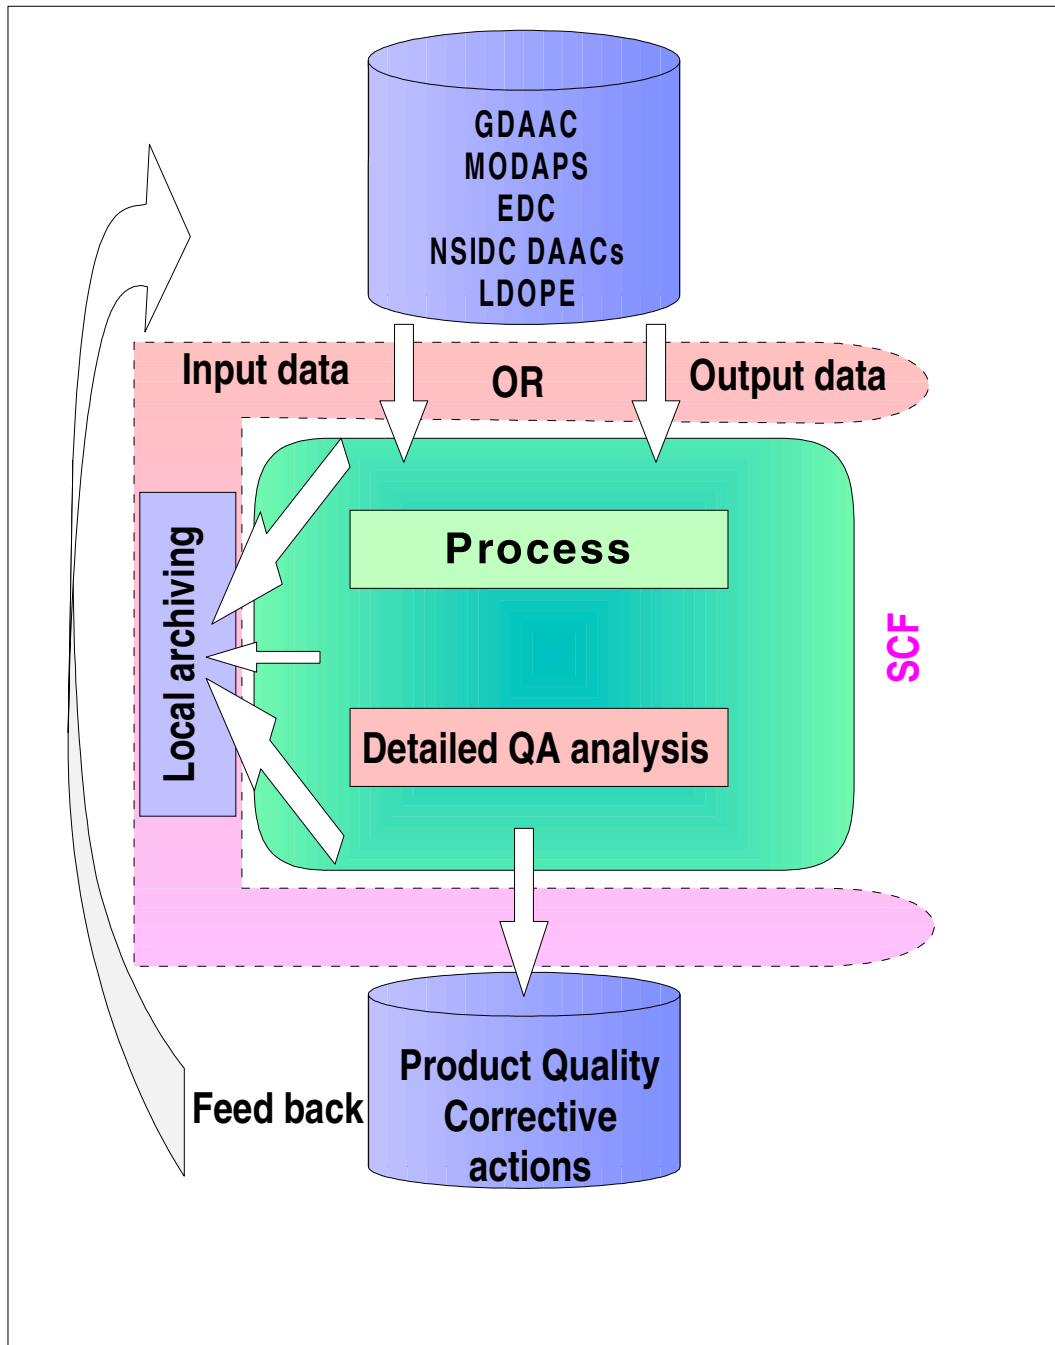 GDAAC
MODAPS
EDC
NSIDC DAACs
LDOPE
Input data
OR
Output data
Process
Local archiving
SCF
Detailed QA analysis
Product Quality
Corrective
actions
Feed back